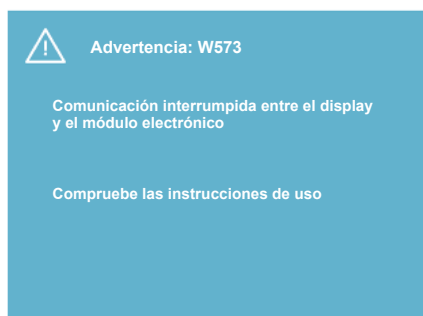 Advertencia: W573
Comunicación interrumpida entre el display
y el módulo electrónico
Compruebe las instrucciones de uso